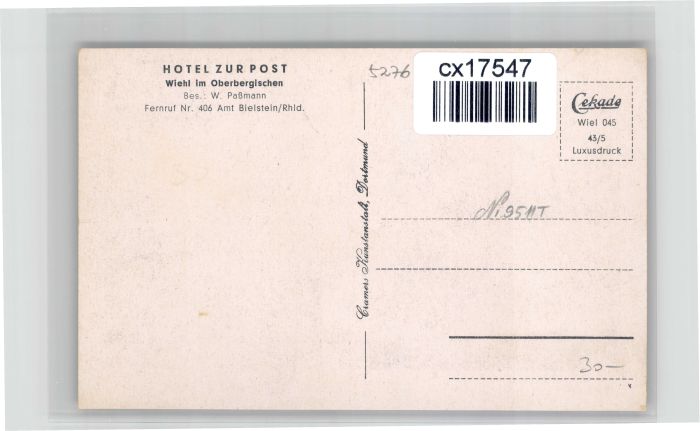 HOTEL ZUR POST
Wiehl im Oberbergischen
Bes.: W. Paßmann
Fernruf Nr. 406 Amt Bielstein/Rhld.
5276
cx17547
Cramers Kunstanstalt, Dortmund
Cekade
Wiel 045
43/5
Luxusdruck
30—